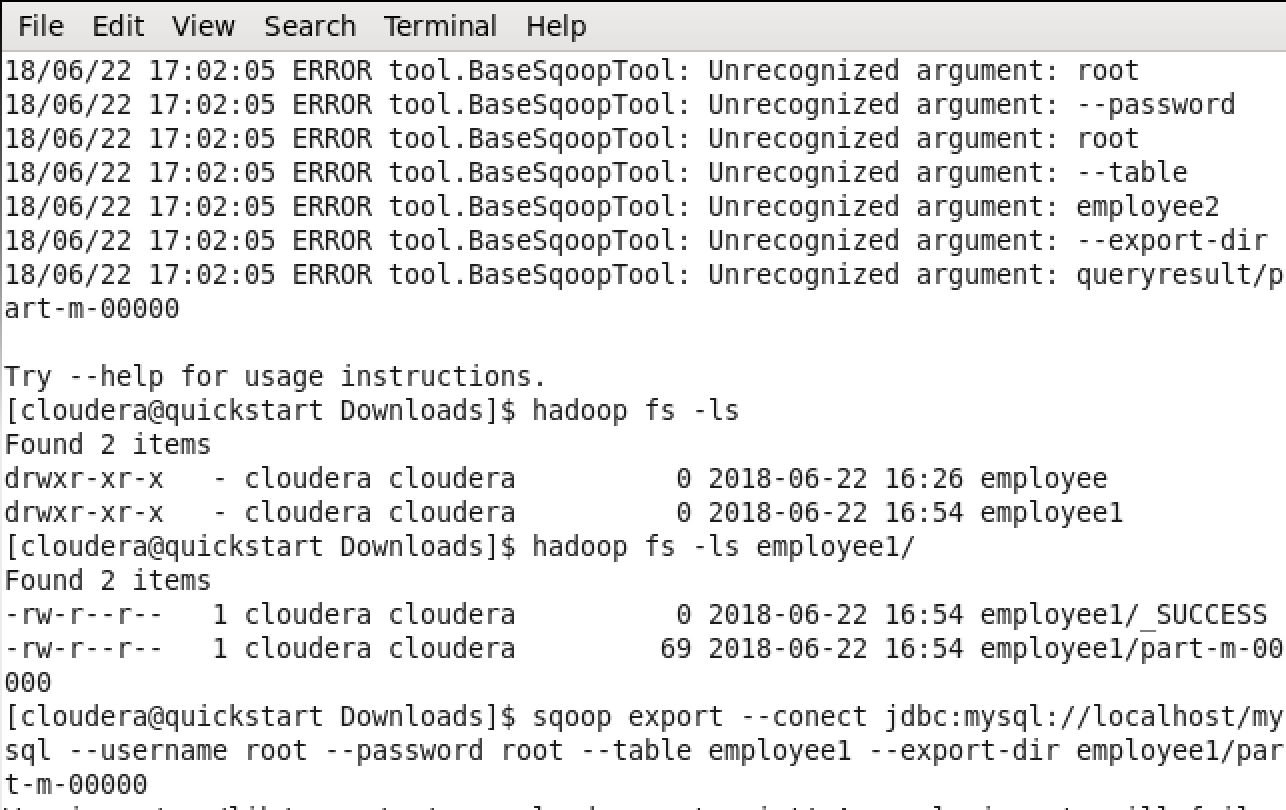 File Edit View Search Terminal Help
18/06/22 17:02:05 ERROR tool.BaseSqoopTool: Unrecognized argument: root
18/06/22 17:02:05 ERROR tool.BaseSqoopTool: Unrecognized argument: --password
18/06/22 17:02:05 ERROR tool.BaseSqoopTool: Unrecognized argument: root
18/06/22 17:02:05 ERROR tool.BaseSqoopTool: Unrecognized argument: --table
18/06/22 17:02:05 ERROR tool.BaseSqoopTool: Unrecognized argument: employee2
18/06/22 17:02:05 ERROR tool.BaseSqoopTool: Unrecognized argument: --export-dir
18/06/22 17:02:05 ERROR tool.BaseSqoopTool: Unrecognized argument: queryresult/p
art-m-00000
Try --help for usage instructions.
[cloudera@quickstart Downloads]$ hadoop fs -ls
Found 2 items
drwxr-xr-x   - cloudera cloudera          0 2018-06-22 16:26 employee
drwxr-xr-x   - cloudera cloudera          0 2018-06-22 16:54 employee1
[cloudera@quickstart Downloads]$ hadoop fs -ls employee1/
Found 2 items
-rw-r--r--   1 cloudera cloudera          0 2018-06-22 16:54 employee1/_SUCCESS
-rw-r--r--   1 cloudera cloudera         69 2018-06-22 16:54 employee1/part-m-00
000
[cloudera@quickstart Downloads]$ sqoop export --conect jdbc:mysql://localhost/my
sql --username root --password root --table employee1 --export-dir employee1/par
t-m-00000